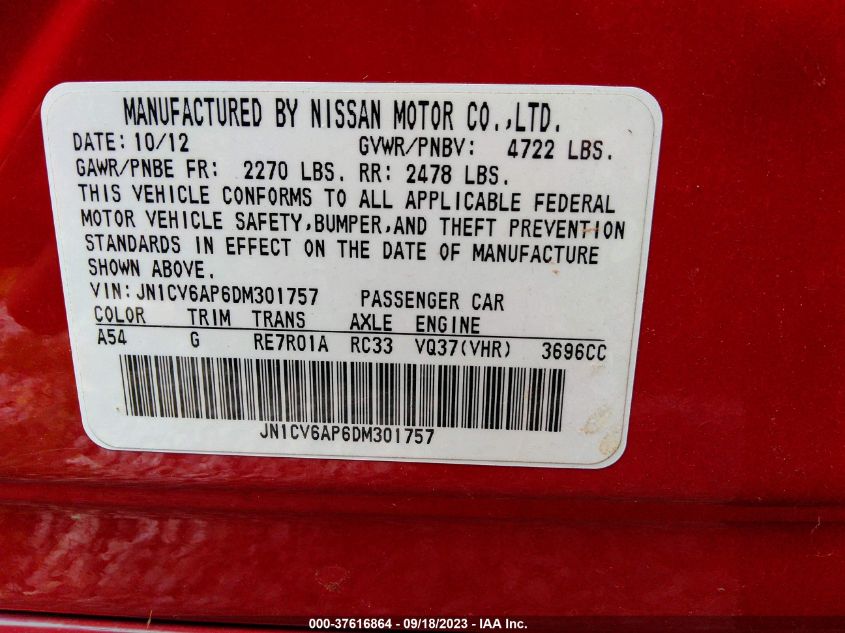 MANUFACTURED BY NISSAN MOTOR CO.,LTD.
DATE: 10/12 GVWR/PNBV: 4722 LBS.
GAWR/PNBE FR: 2270 LBS. RR: 2478 LBS.
THIS VEHICLE CONFORMS TO ALL APPLICABLE FEDERAL
MOTOR VEHICLE SAFETY,BUMPER,AND THEFT PREVENTION
STANDARDS IN EFFECT ON THE DATE OF MANUFACTURE
SHOWN ABOVE.
VIN: JN1CV6AP6DM301757 PASSENGER CAR
COLOR TRIM TRANS AXLE ENGINE
A54 G RE7R01A RC33 VQ37(VHR) 3696CC
JN1CV6AP6DM301757
000-37616864 - 09/18/2023 - IAA Inc.